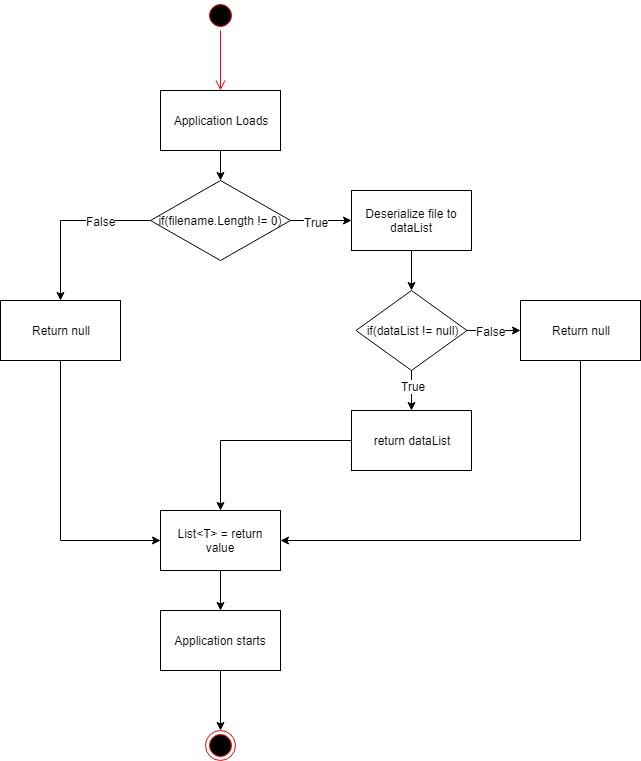 Application Loads
if(filename.Length != 0)
False
True
Deserialize file to
dataList
Return null
if(dataList != null)
False
Return null
True
return dataList
List<T> = return
value
Application starts